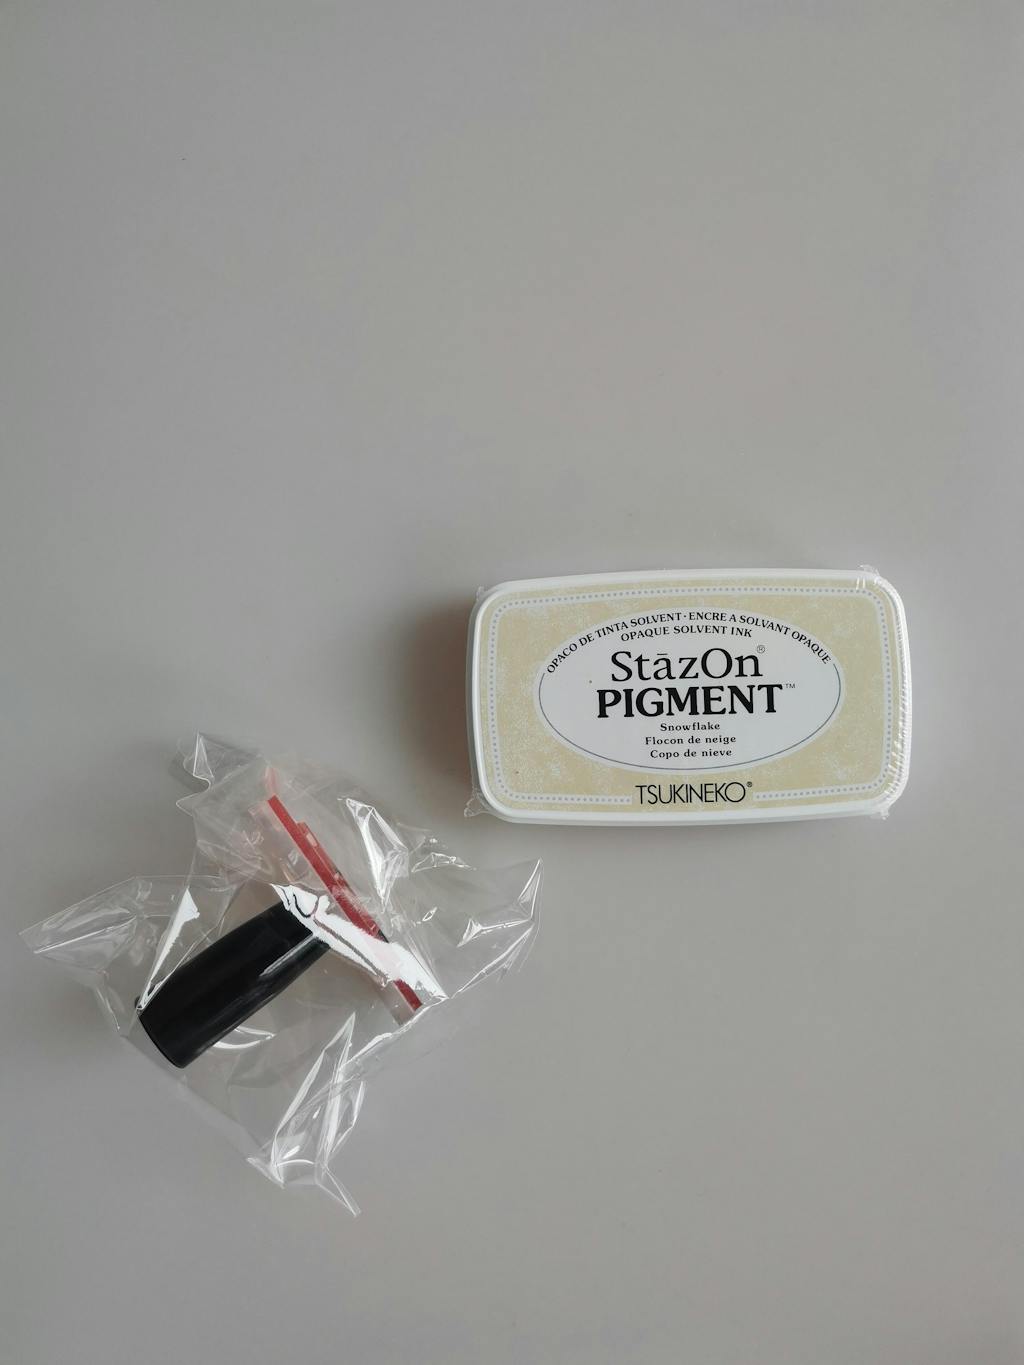 OPACO DE TINTA SOLVENT · ENCRE A SOLVANT OPAQUE
OPAQUE SOLVENT INK
StāzOn®
PIGMENT™
Snowflake
Flocon de neige
Copo de nieve
TSUKINEKO®